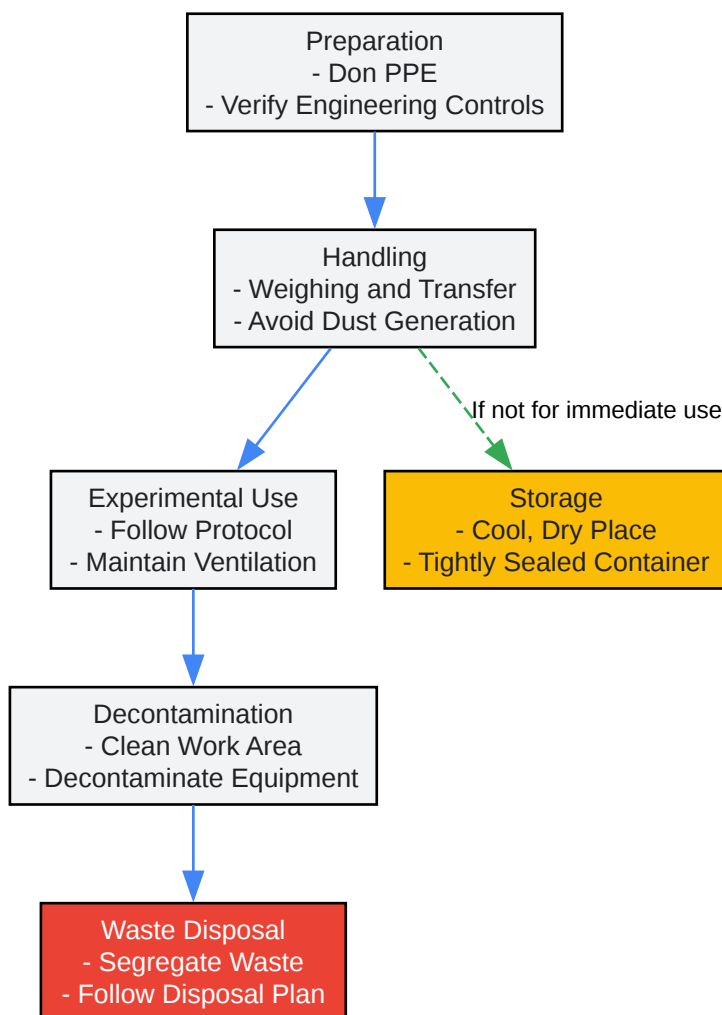 Preparation
- Don PPE
- Verify Engineering Controls
Handling
- Weighing and Transfer
- Avoid Dust Generation
If not for immediate use
Experimental Use
- Follow Protocol
- Maintain Ventilation
Storage
- Cool, Dry Place
- Tightly Sealed Container
Decontamination
- Clean Work Area
- Decontaminate Equipment
Waste Disposal
- Segregate Waste
- Follow Disposal Plan